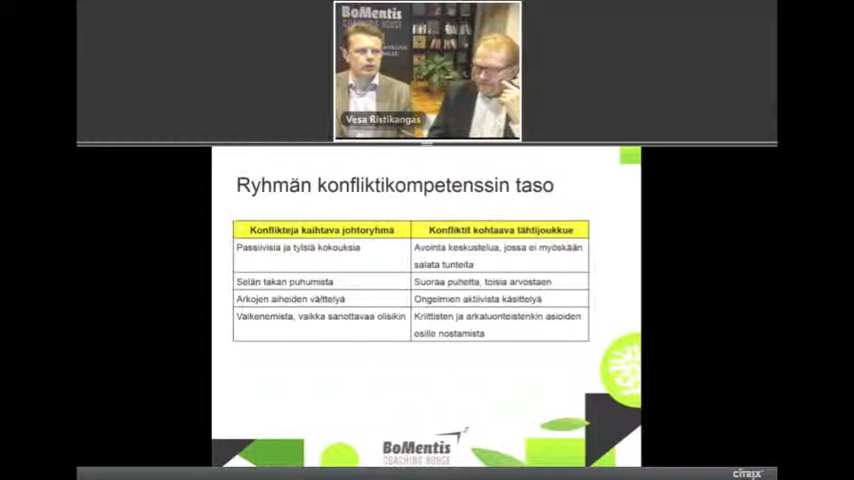 BoMentis
COACHING HOUSE
Vesa Ristikangas
Ryhmän konfliktikompetenssin taso
Konflikteja kaihtava johtoryhmä
Konfliktit kohtaava tähtijoukkue
Passiivisia ja tylsiä kokouksia
Avointa keskustelua, jossa ei myöskään
salata tunteita
Selän takan puhumista
Suoraa puhetta, toisia arvostaen
Arkojen aiheiden välttelyä
Ongelmien aktiivista käsittelyä
Vaikenemista, vaikka sanottavaa olisikin
Kriittisten ja arkaluonteistenkin asioiden
esille nostamista
BoMentis
COACHING HOUSE
CITRIX